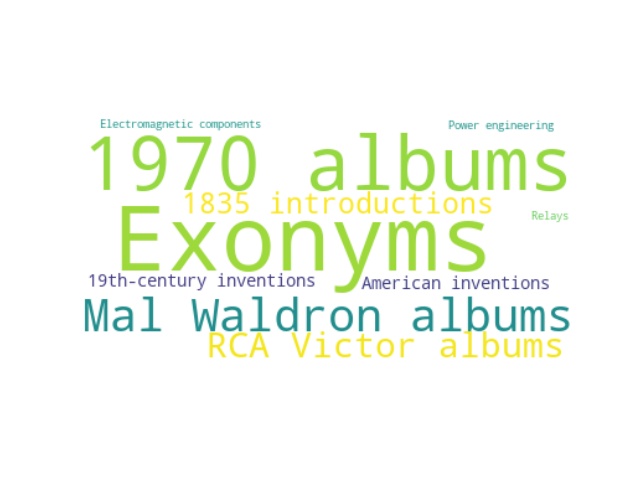 Electromagnetic components
Power engineering
1970 albums
1835 introductions
Relays
Exonyms
19th-century inventions
American inventions
Mal Waldron albums
RCA Victor albums